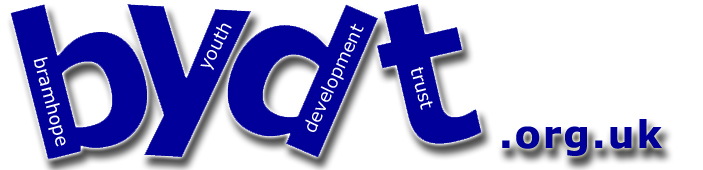 bydt.org.uk
bramhope
youth
development
trust